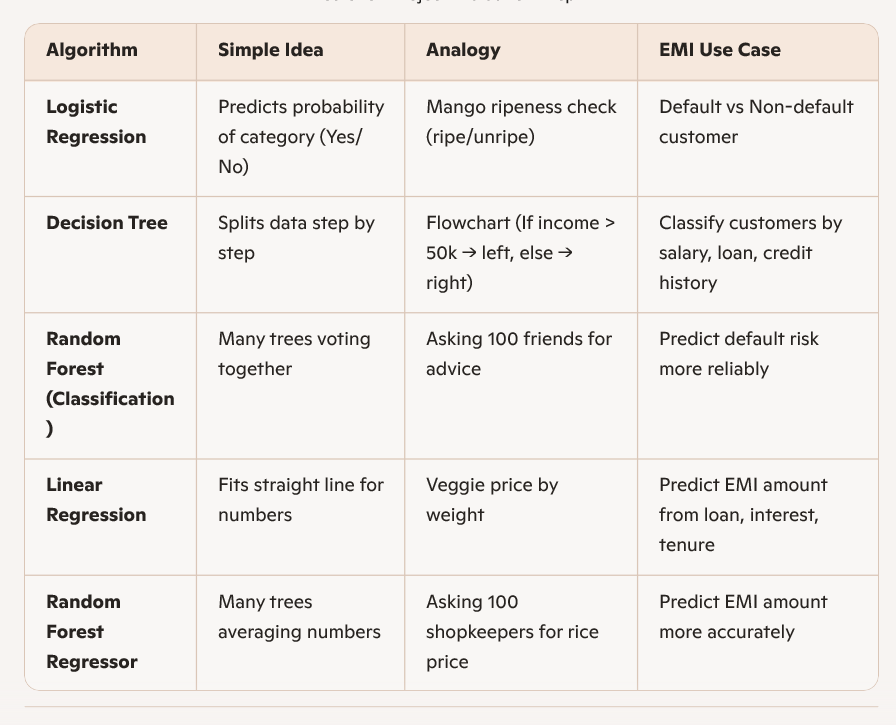 Algorithm
Simple Idea
Analogy
EMI Use Case
Logistic
Regression
Predicts probability
of category (Yes/
No)
Mango ripeness check
(ripe/unripe)
Default vs Non-default
customer
Decision Tree
Splits data step by
step
Flowchart (If income >
50k → left, else →
right)
Classify customers by
salary, loan, credit
history
Random
Forest
(Classification
)
Many trees voting
together
Asking 100 friends for
advice
Predict default risk
more reliably
Linear
Regression
Fits straight line for
numbers
Veggie price by
weight
Predict EMI amount
from loan, interest,
tenure
Random
Forest
Regressor
Many trees
averaging numbers
Asking 100
shopkeepers for rice
price
Predict EMI amount
more accurately